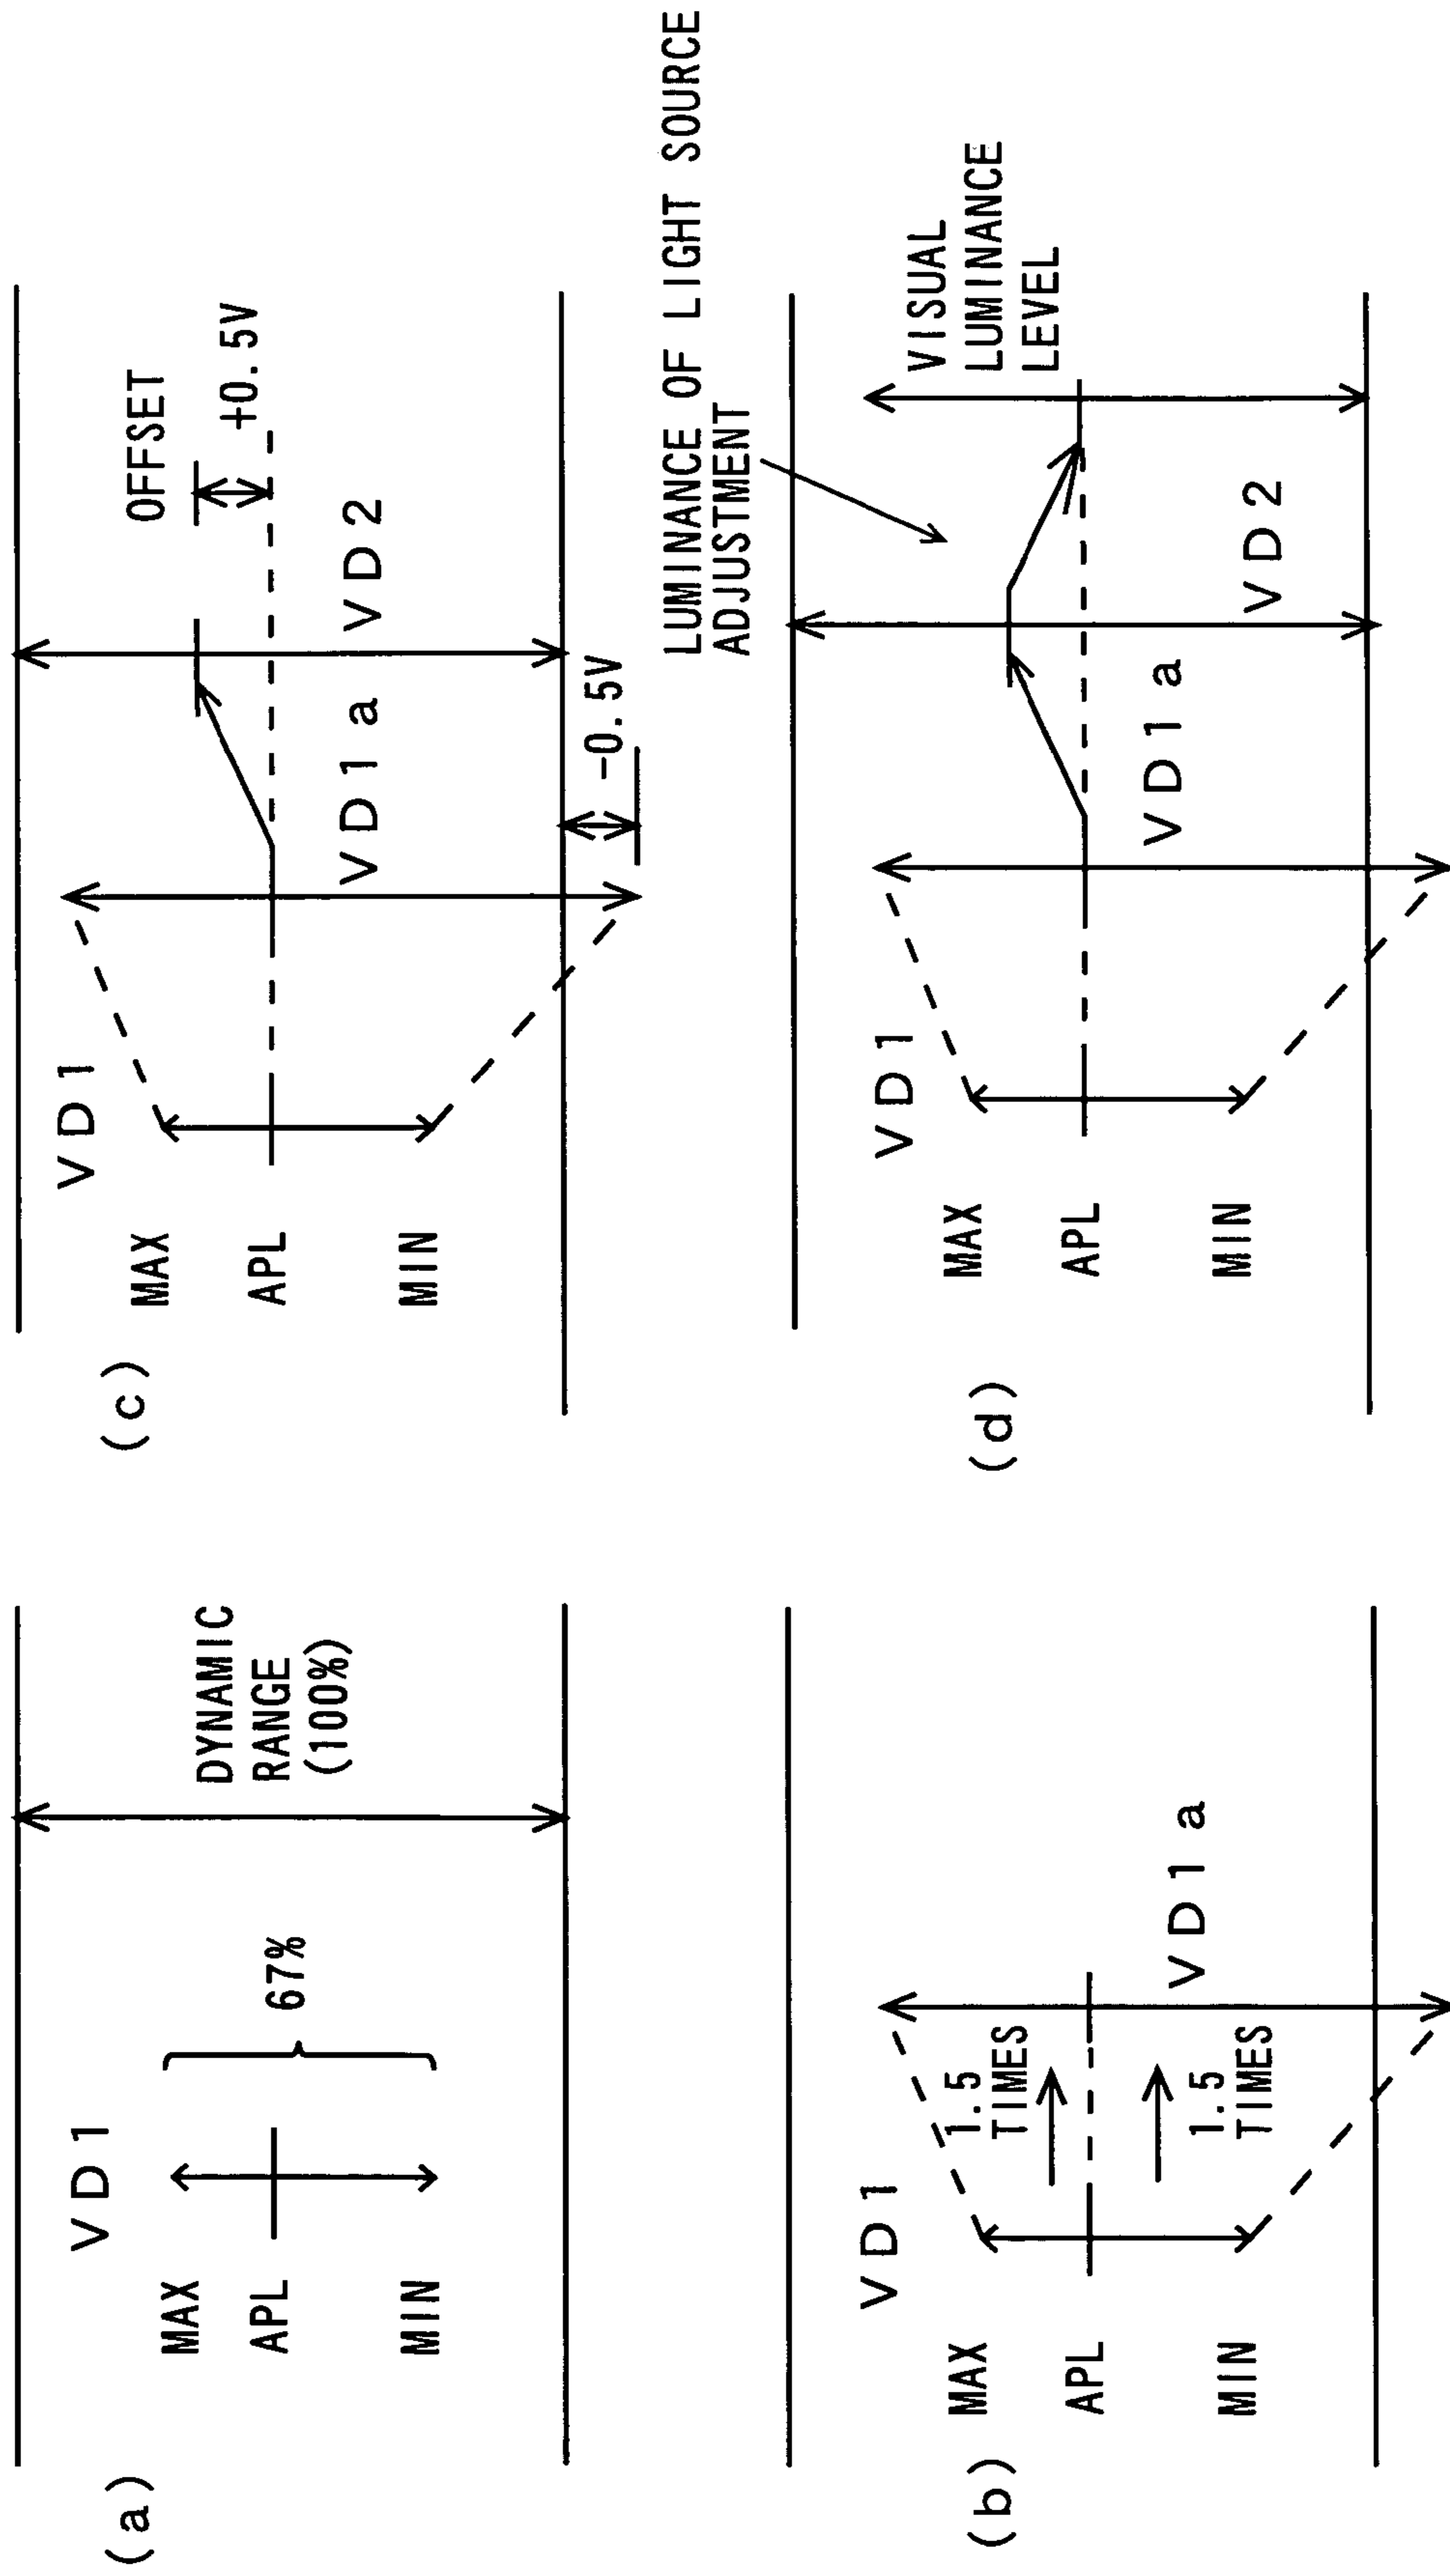 (a)
VD1
MAX
APL
MIN
67%
DYNAMIC
RANGE
(100%)
(b)
VD1
MAX
APL
MIN
1.5
TIMES
1.5
TIMES
VD1a
(c)
VD1
MAX
APL
MIN
VD1a
VD2
OFFSET
+0.5V
-0.5V
(d)
VD1
MAX
APL
MIN
VD1a
VD2
LUMINANCE OF LIGHT SOURCE
ADJUSTMENT
VISUAL
LUMINANCE
LEVEL